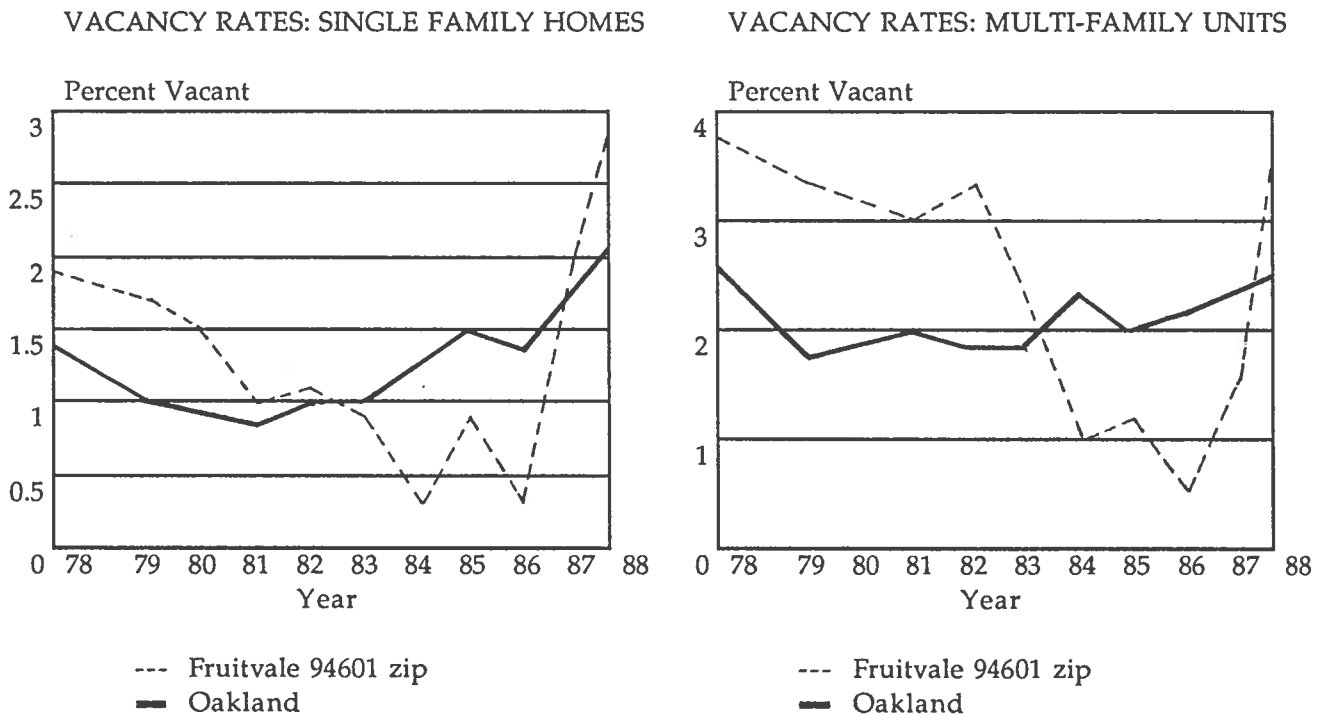 VACANCY RATES: SINGLE FAMILY HOMES
Percent Vacant
3
2.5
2
1.5
1
0.5
0 78 79 80 81 82 83 84 85 86 87 88
Year
--- Fruitvale 94601 zip
Oakland
VACANCY RATES: MULTI-FAMILY UNITS
Percent Vacant
4
3
2
1
0 78 79 80 81 82 83 84 85 86 87 88
Year
--- Fruitvale 94601 zip
Oakland